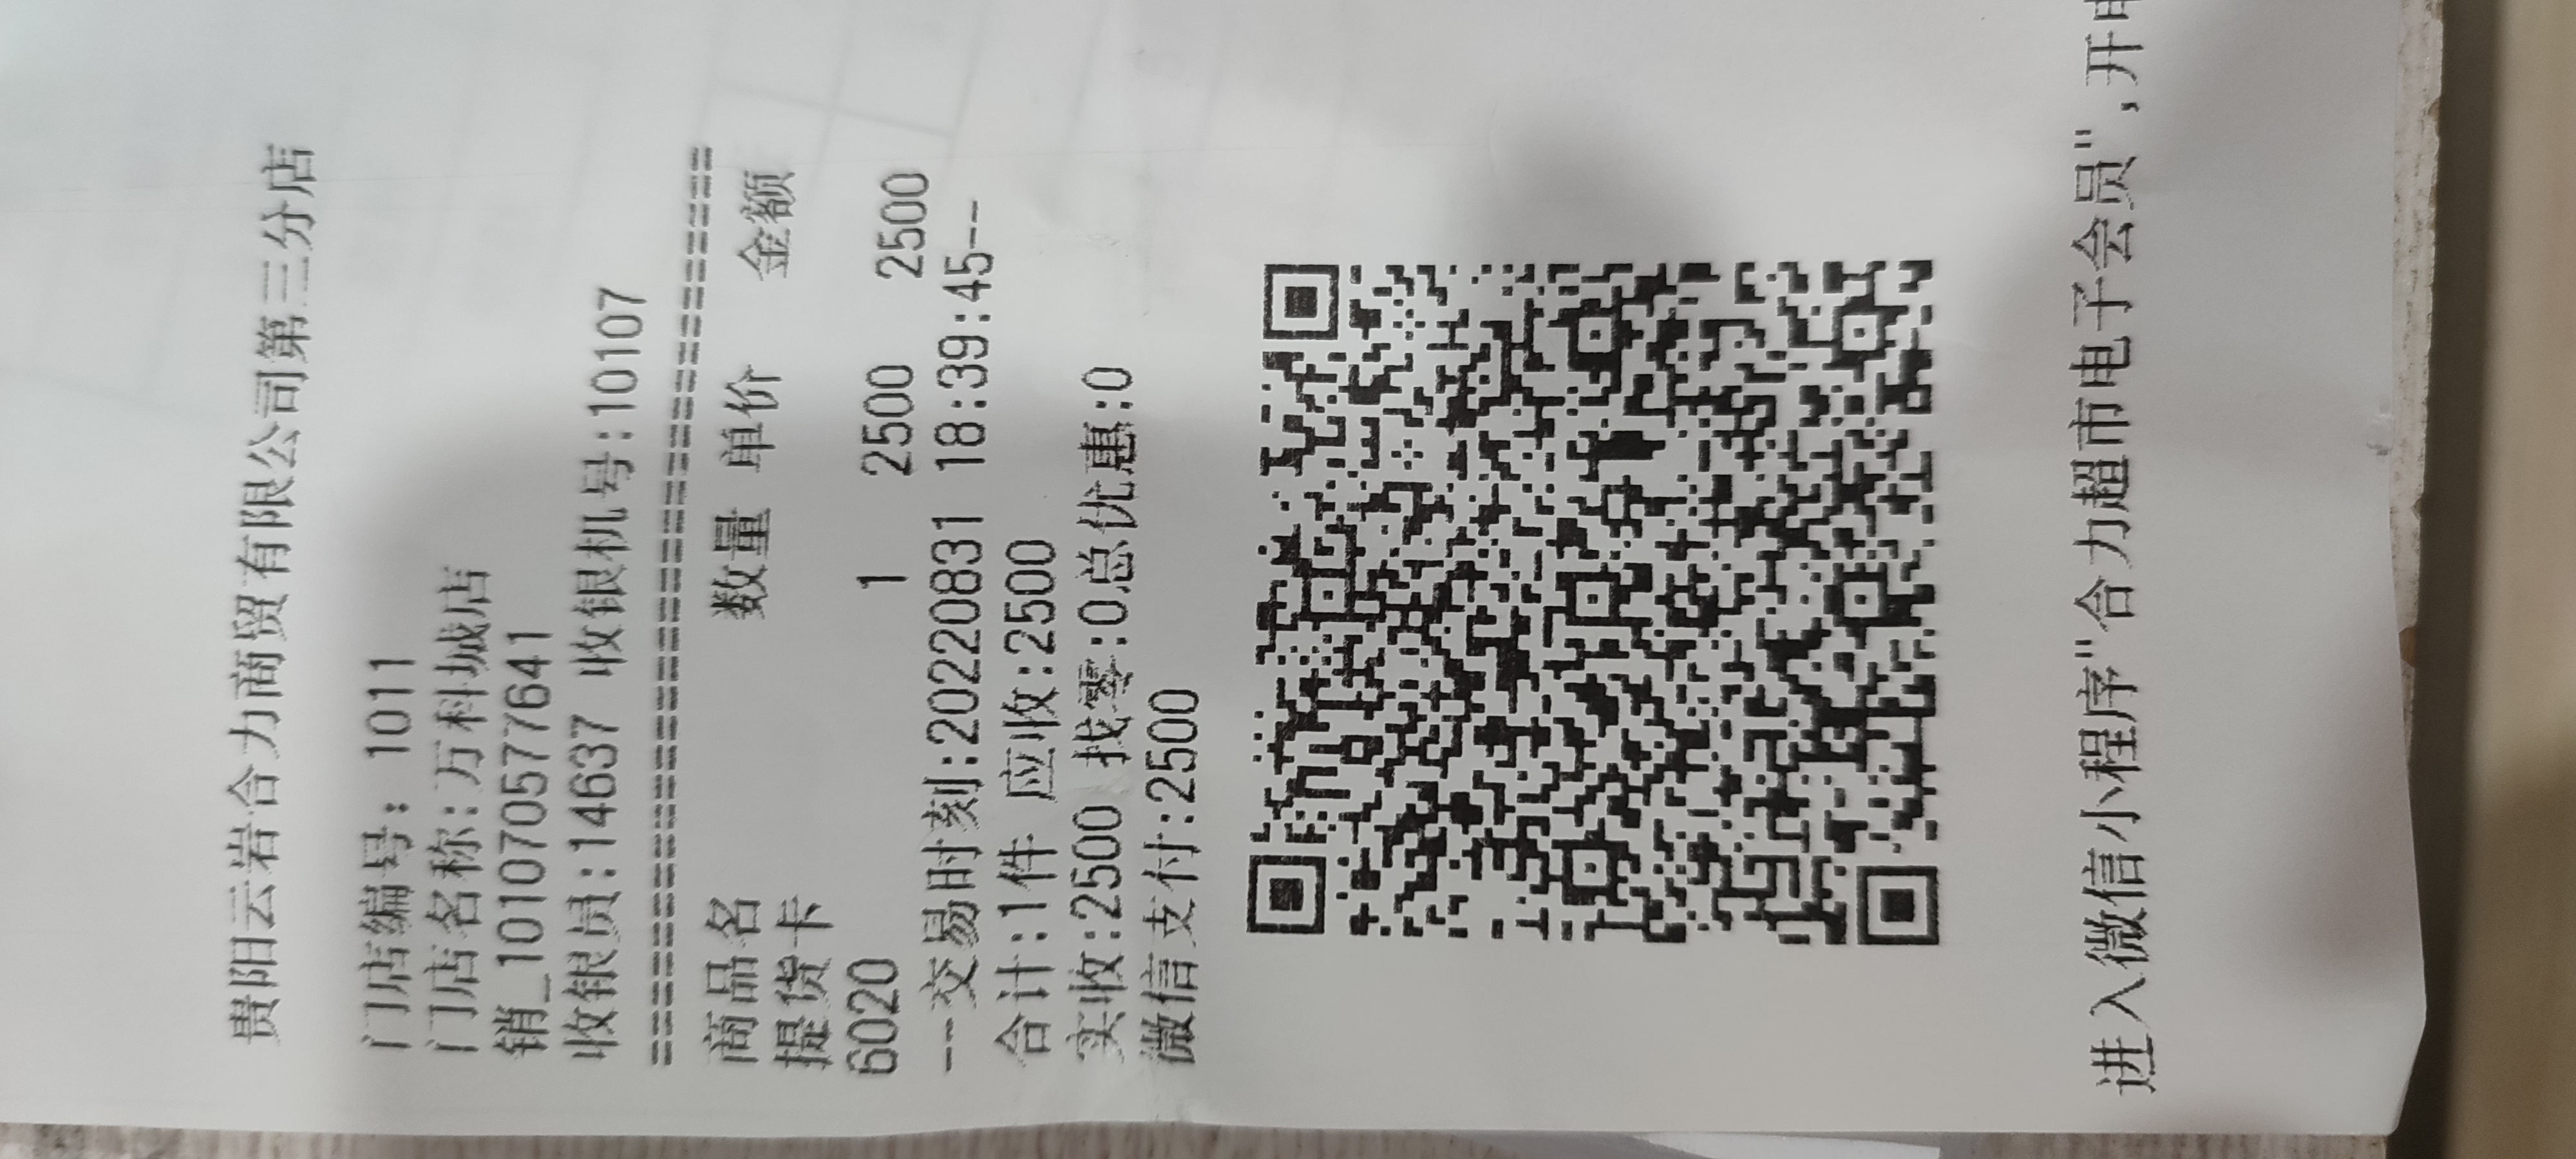 贵阳云岩合力商贸有限公司第三分店
门店编号: 1011
门店名称:万科城店
销_101070577641
收银员:14637 收银机号:10107
================================
商品名 数量 单价 金额
提货卡
6020 1 2500 2500
--交易时刻:20220831 18:39:45--
合计:1件 应收:2500
实收:2500 找零:0总优惠:0
微信支付:2500
进入微信小程序"合力超市电子会员",开